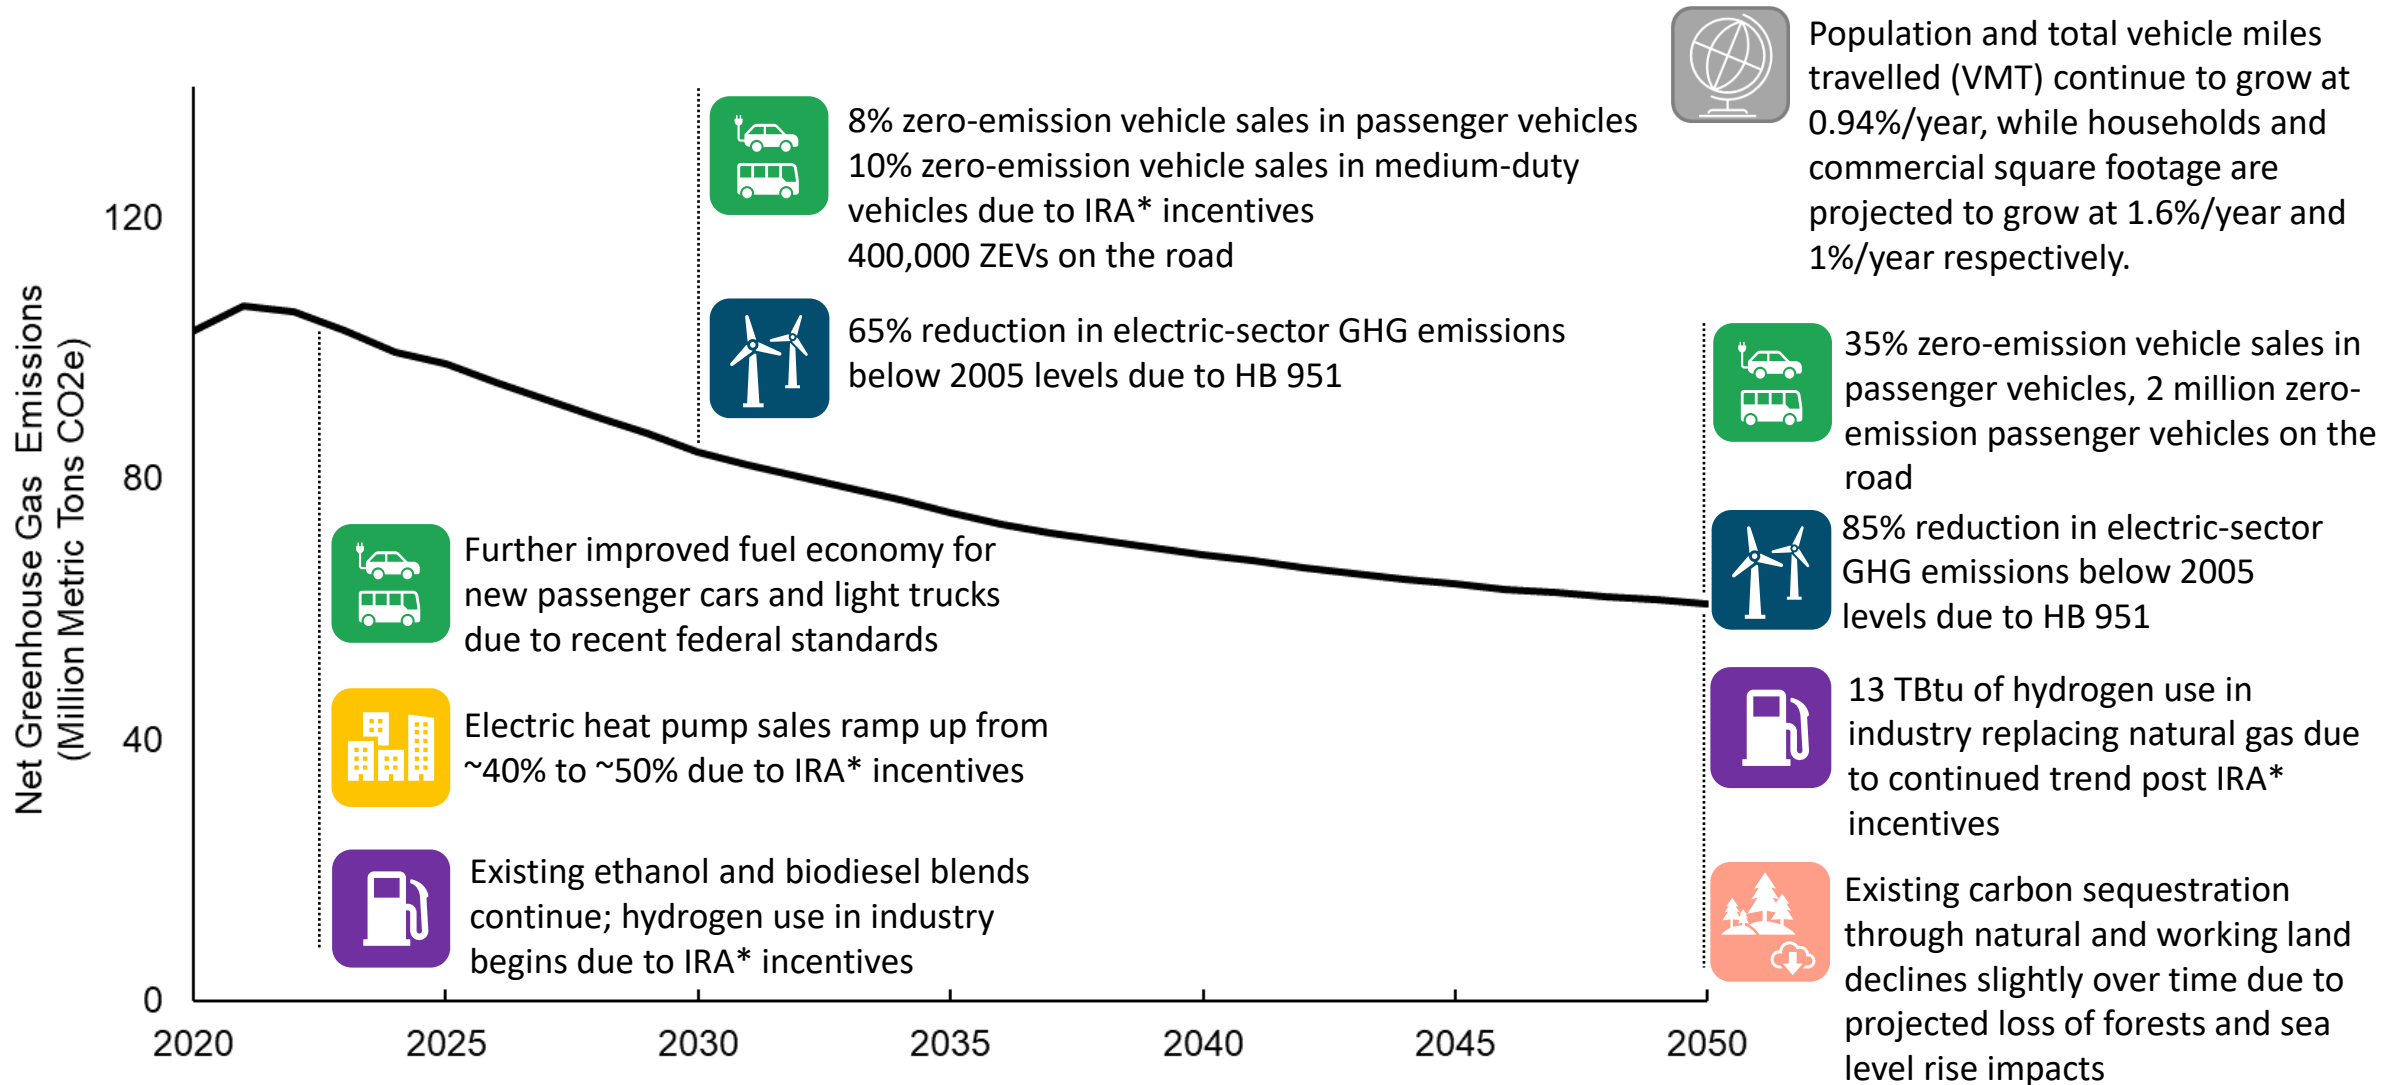 Population and total vehicle miles
travelled (VMT) continue to grow at
0.94%/year, while households and
commercial square footage are
projected to grow at 1.6%/year and
1%/year respectively.
8% zero-emission vehicle sales in passenger vehicles
10% zero-emission vehicle sales in medium-duty
vehicles due to IRA* incentives
400,000 ZEVs on the road
65% reduction in electric-sector GHG emissions
below 2005 levels due to HB 951
35% zero-emission vehicle sales in
passenger vehicles, 2 million zero-
emission passenger vehicles on the
road
85% reduction in electric-sector
GHG emissions below 2005
levels due to HB 951
13 TBtu of hydrogen use in
industry replacing natural gas due
to continued trend post IRA*
incentives
Existing carbon sequestration
through natural and working land
declines slightly over time due to
projected loss of forests and sea
level rise impacts
Further improved fuel economy for
new passenger cars and light trucks
due to recent federal standards
Electric heat pump sales ramp up from
~40% to ~50% due to IRA* incentives
Existing ethanol and biodiesel blends
continue; hydrogen use in industry
begins due to IRA* incentives
Net Greenhouse Gas Emissions
(Million Metric Tons CO2e)
120
80
40
0
2020
2025
2030
2035
2040
2045
2050